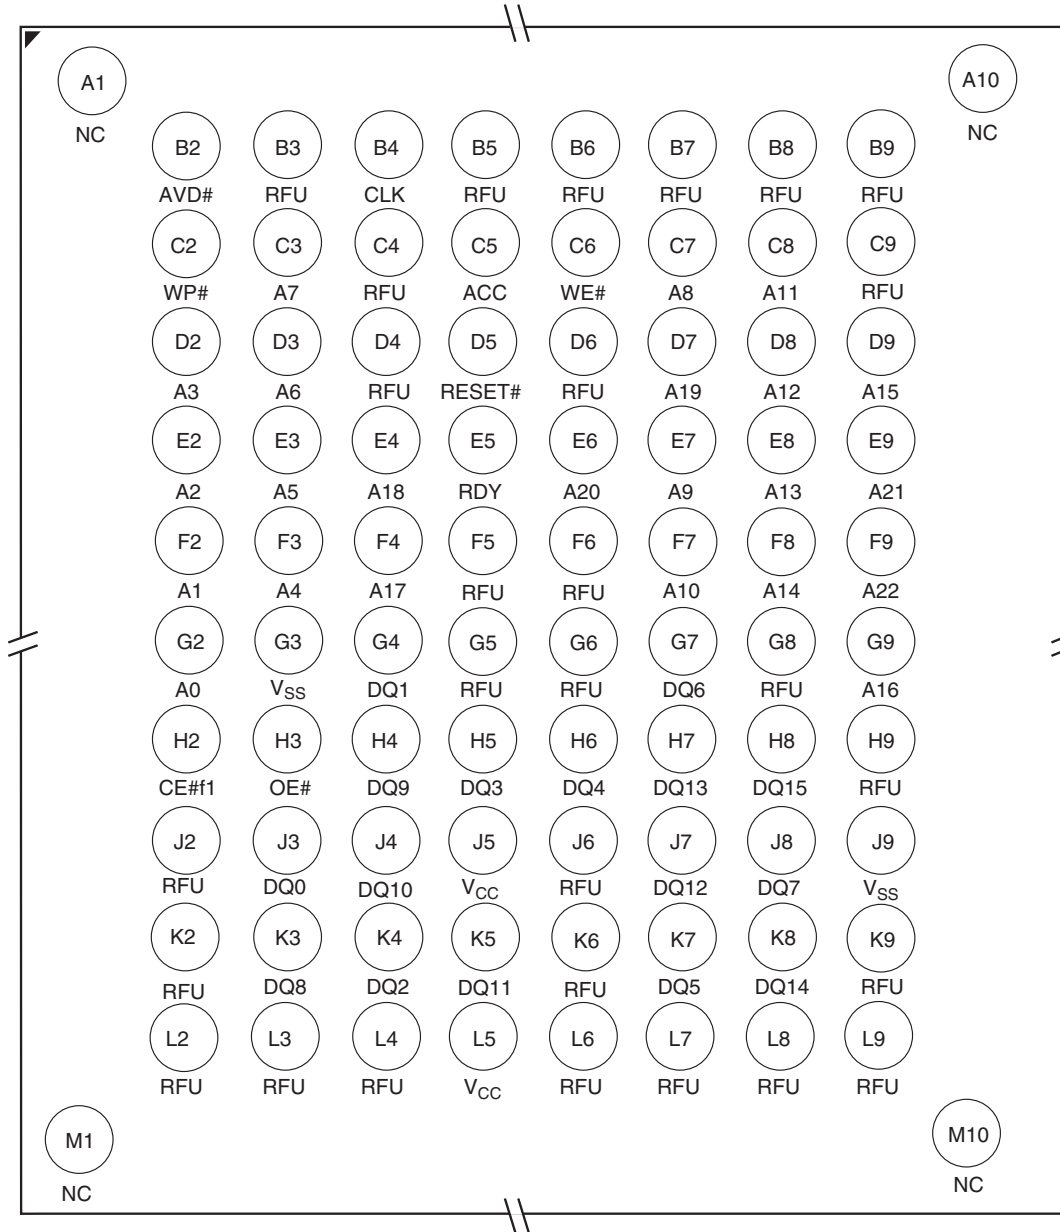 A1 A10
NC NC
B2 B3 B4 B5 B6 B7 B8 B9
AVD# RFU CLK RFU RFU RFU RFU RFU
C2 C3 C4 C5 C6 C7 C8 C9
WP# A7 RFU ACC WE# A8 A11 RFU
D2 D3 D4 D5 D6 D7 D8 D9
A3 A6 RFU RESET# RFU A19 A12 A15
E2 E3 E4 E5 E6 E7 E8 E9
A2 A5 A18 RDY A20 A9 A13 A21
F2 F3 F4 F5 F6 F7 F8 F9
A1 A4 A17 RFU RFU A10 A14 A22
G2 G3 G4 G5 G6 G7 G8 G9
A0 VSS DQ1 RFU RFU DQ6 RFU A16
H2 H3 H4 H5 H6 H7 H8 H9
CE#f1 OE# DQ9 DQ3 DQ4 DQ13 DQ15 RFU
J2 J3 J4 J5 J6 J7 J8 J9
RFU DQ0 DQ10 VCC RFU DQ12 DQ7 VSS
K2 K3 K4 K5 K6 K7 K8 K9
RFU DQ8 DQ2 DQ11 RFU DQ5 DQ14 RFU
L2 L3 L4 L5 L6 L7 L8 L9
RFU RFU RFU VCC RFU RFU RFU RFU
M1 M10
NC NC